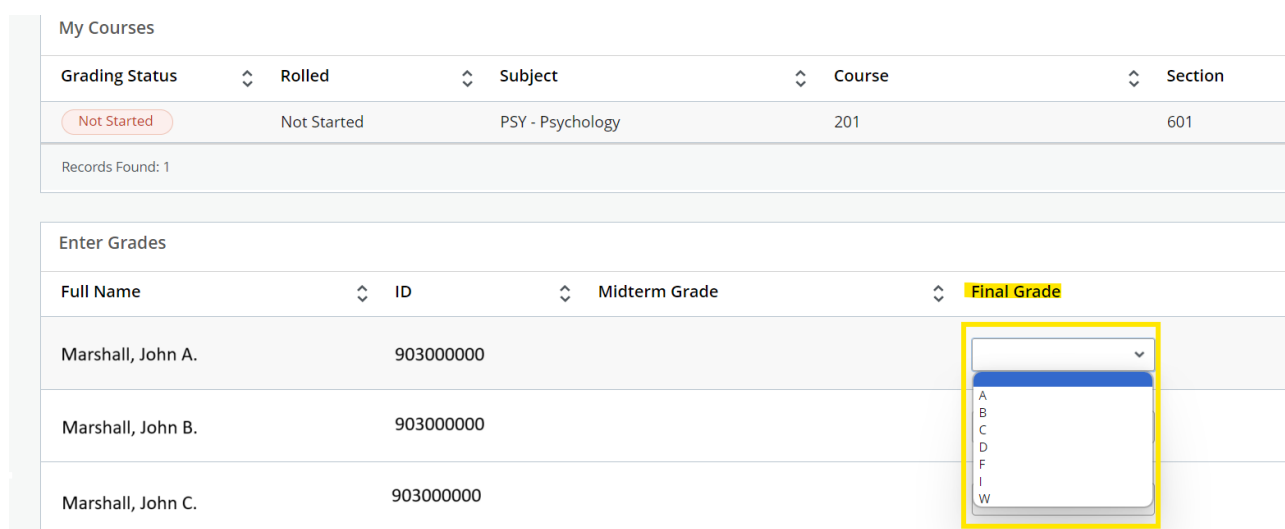 My Courses
Grading Status Rolled Subject Course Section
Not Started Not Started PSY - Psychology 201 601
Records Found: 1
Enter Grades
Full Name ID Midterm Grade Final Grade
Marshall, John A. 903000000
A
B
Marshall, John B. 903000000
C
D
F
I
W
Marshall, John C. 903000000